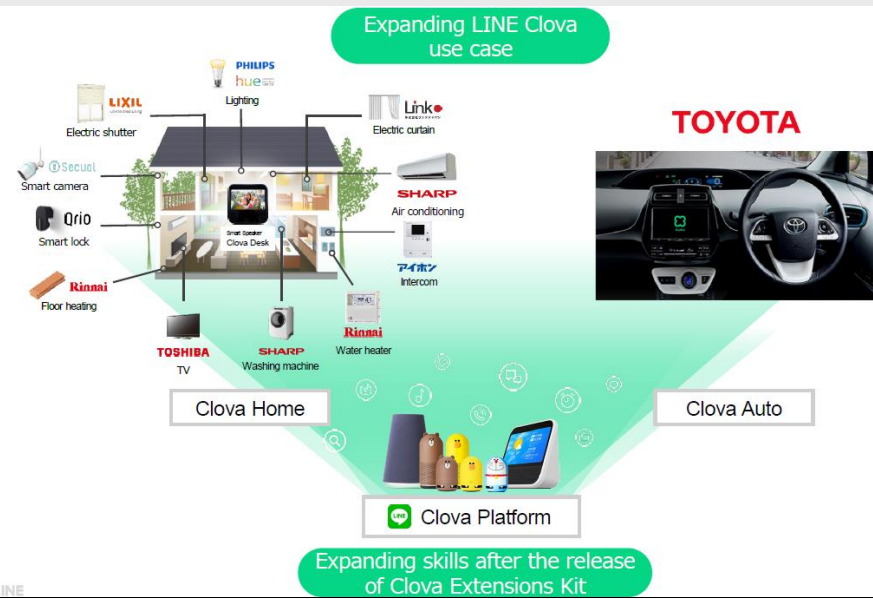 Expanding LINE Clova
use case
PHILIPS
hue
Lighting
LIXIL
Electric shutter
Link
Electric curtain
TOYOTA
Secual
Smart camera
SHARP
Air conditioning
Qrio
Smart lock
Smart Speaker
Clova Desk
アイホン
Intercom
Rinnai
Floor heating
TOSHIBA
TV
SHARP
Washing machine
Rinnai
Water heater
Clova Home
Clova Auto
LINE
Clova Platform
Expanding skills after the release
of Clova Extensions Kit
INE